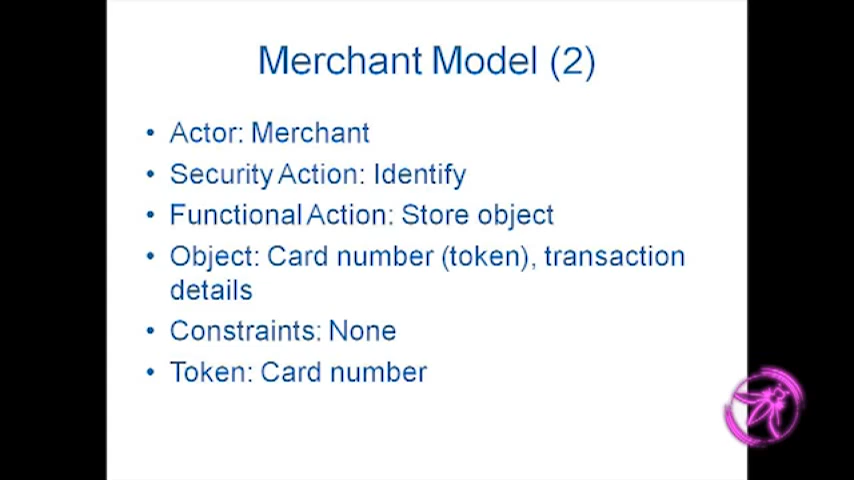 Merchant Model (2)
• Actor: Merchant
• Security Action: Identify
• Functional Action: Store object
• Object: Card number (token), transaction
details
• Constraints: None
• Token: Card number